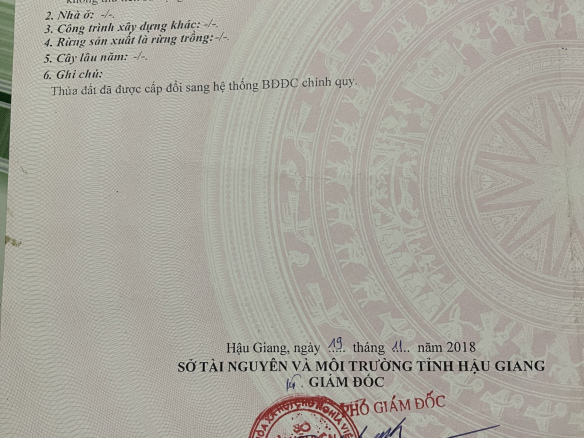 2. Nhà ở: -/-.
3. Công trình xây dựng khác: -/-.
4. Rừng sản xuất là rừng trồng:-/-.
5. Cây lâu năm: -/-.
6. Ghi chú:
Thửa đất đã được cấp đổi sang hệ thống BĐĐC chính quy.
Hậu Giang, ngày 19 tháng 11 năm 2018
SỞ TÀI NGUYÊN VÀ MÔI TRƯỜNG TỈNH HẬU GIANG
GIÁM ĐỐC
PHÓ GIÁM ĐỐC
SỞ